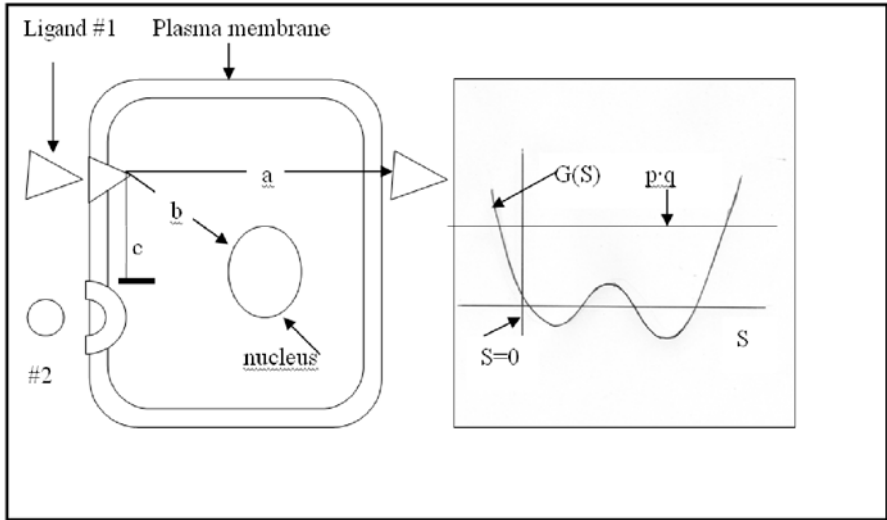 Ligand #1
Plasma membrane
a
b
c
nucleus
#2
G(S)
p·q
S=0
S